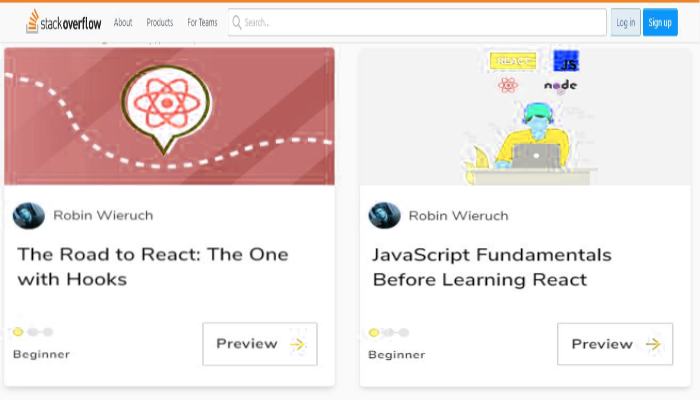 stackoverflow About Products For Teams Search... Log in Sign up
REACT JS
node
Robin Wieruch
The Road to React: The One
with Hooks
Preview
Beginner
Robin Wieruch
JavaScript Fundamentals
Before Learning React
Preview
Beginner